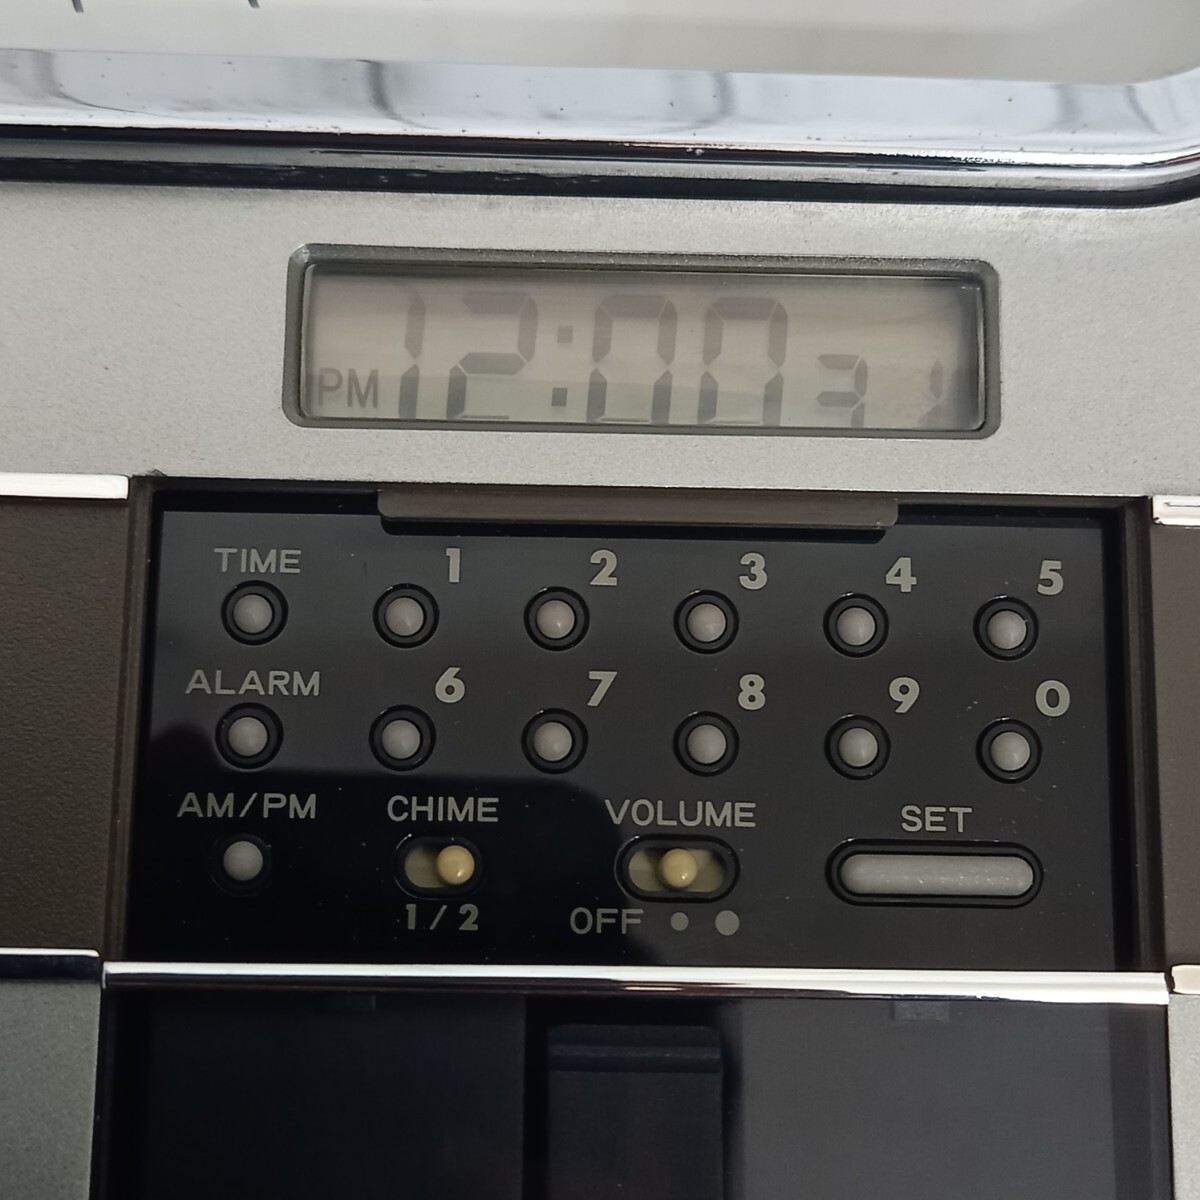 PM 12:00 31
TIME 1 2 3 4 5
ALARM 6 7 8 9 0
AM/PM CHIME VOLUME SET
1/2 OFF